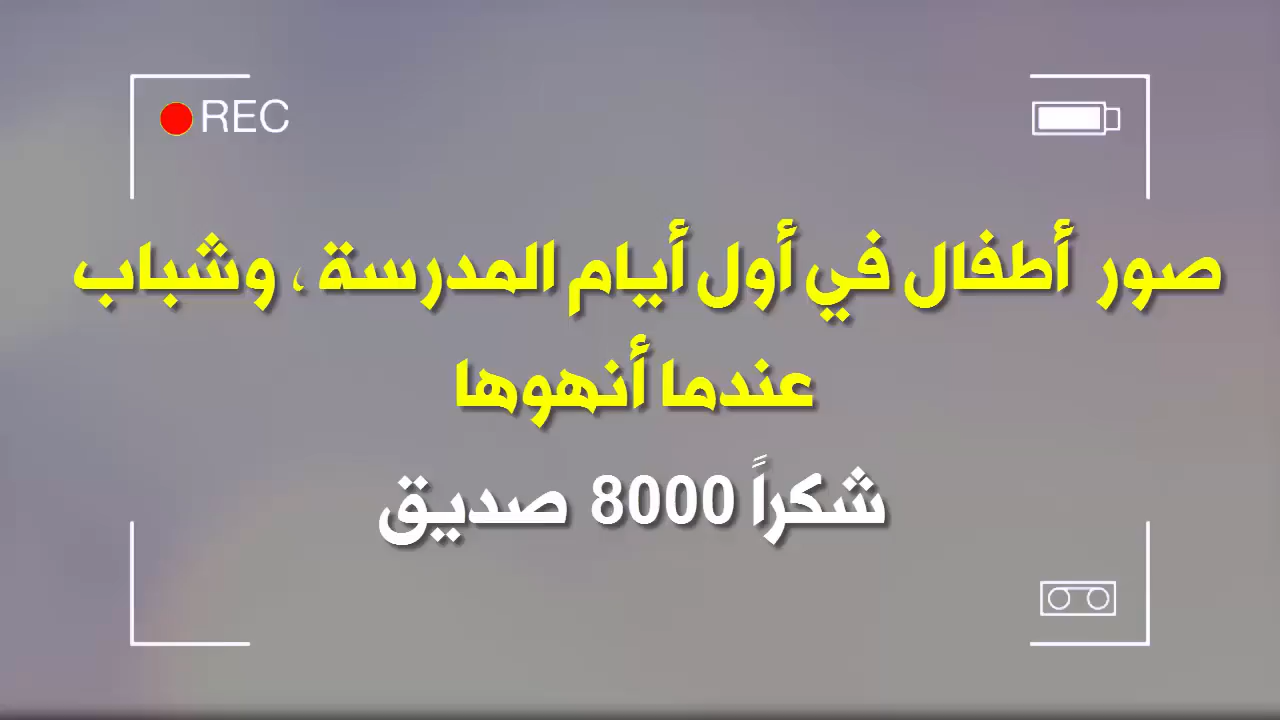 REC
صور أطفال في أول أيام المدرسة ، وشباب
عندما أنهوها
شكراً 8000 صديق